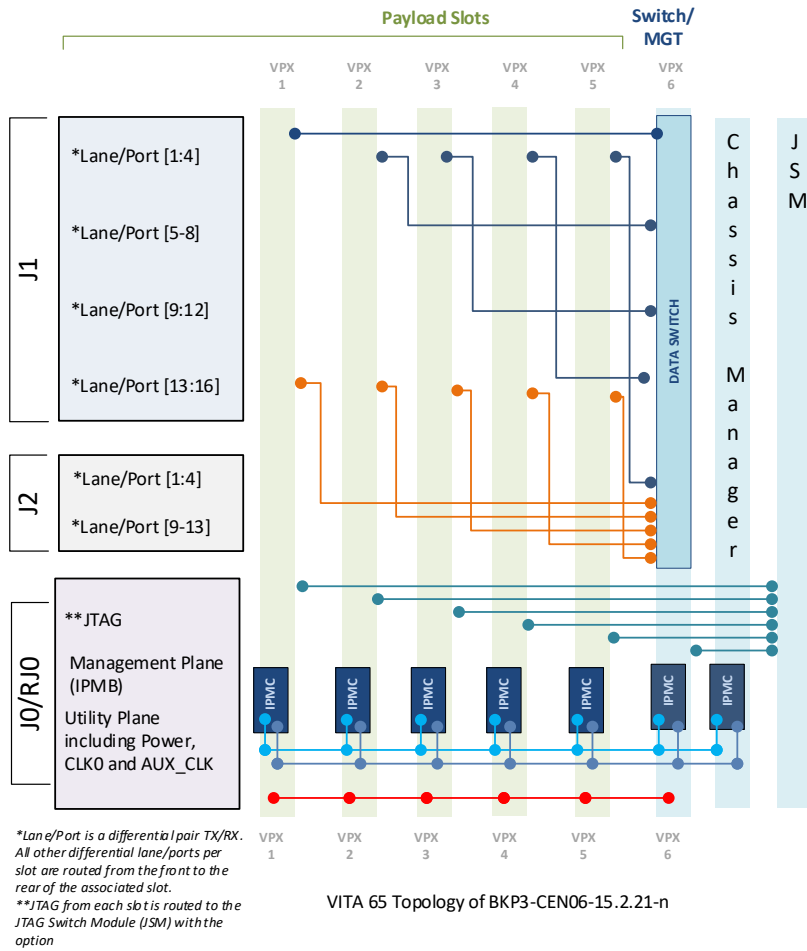 Payload Slots
Switch/
MGT
VPX
1
VPX
2
VPX
3
VPX
4
VPX
5
VPX
6
J1
*Lane/Port [1:4]
*Lane/Port [5-8]
*Lane/Port [9:12]
*Lane/Port [13:16]
DATA SWITCH
Chassis Manager
JSM
J2
*Lane/Port [1:4]
*Lane/Port [9-13]
J0/RJ0
**JTAG
Management Plane
(IPMB)
Utility Plane
including Power,
CLK0 and AUX_CLK
IPMC
IPMC
IPMC
IPMC
IPMC
IPMC
IPMC
VPX
1
VPX
2
VPX
3
VPX
4
VPX
5
VPX
6
*Lane/Port is a differential pair TX/RX.
All other differential lane/ports per
slot are routed from the front to the
rear of the associated slot.
**JTAG from each slot is routed to the
JTAG Switch Module (JSM) with the
option
VITA 65 Topology of BKP3-CEN06-15.2.21-n